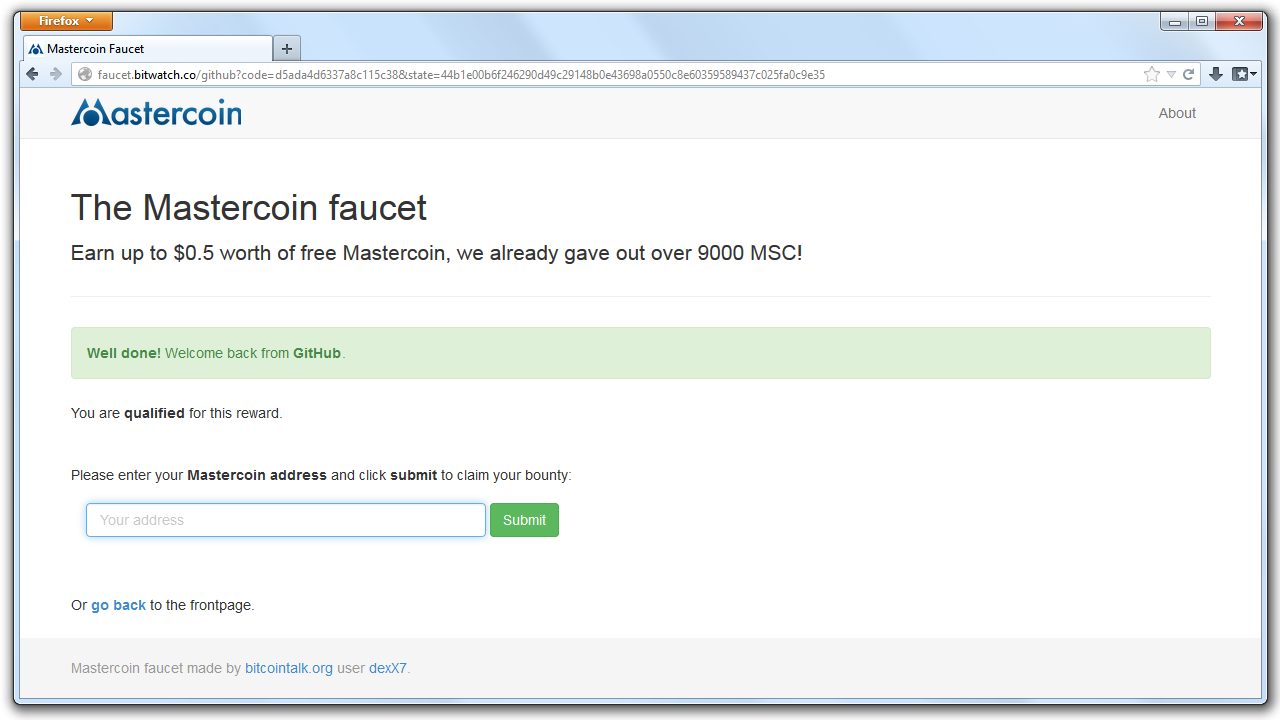 Firefox
Mastercoin Faucet
faucet.bitwatch.co/github?code=d5ada4d6337a8c115c38&state=44b1e00b6f246290d49c29148b0e43698a0550c8e60359589437c025fa0c9e35
Mastercoin
About
The Mastercoin faucet
Earn up to $0.5 worth of free Mastercoin, we already gave out over 9000 MSC!
Well done! Welcome back from GitHub.
You are qualified for this reward.
Please enter your Mastercoin address and click submit to claim your bounty:
Your address
Submit
Or go back to the frontpage.
Mastercoin faucet made by bitcointalk.org user dexX7.